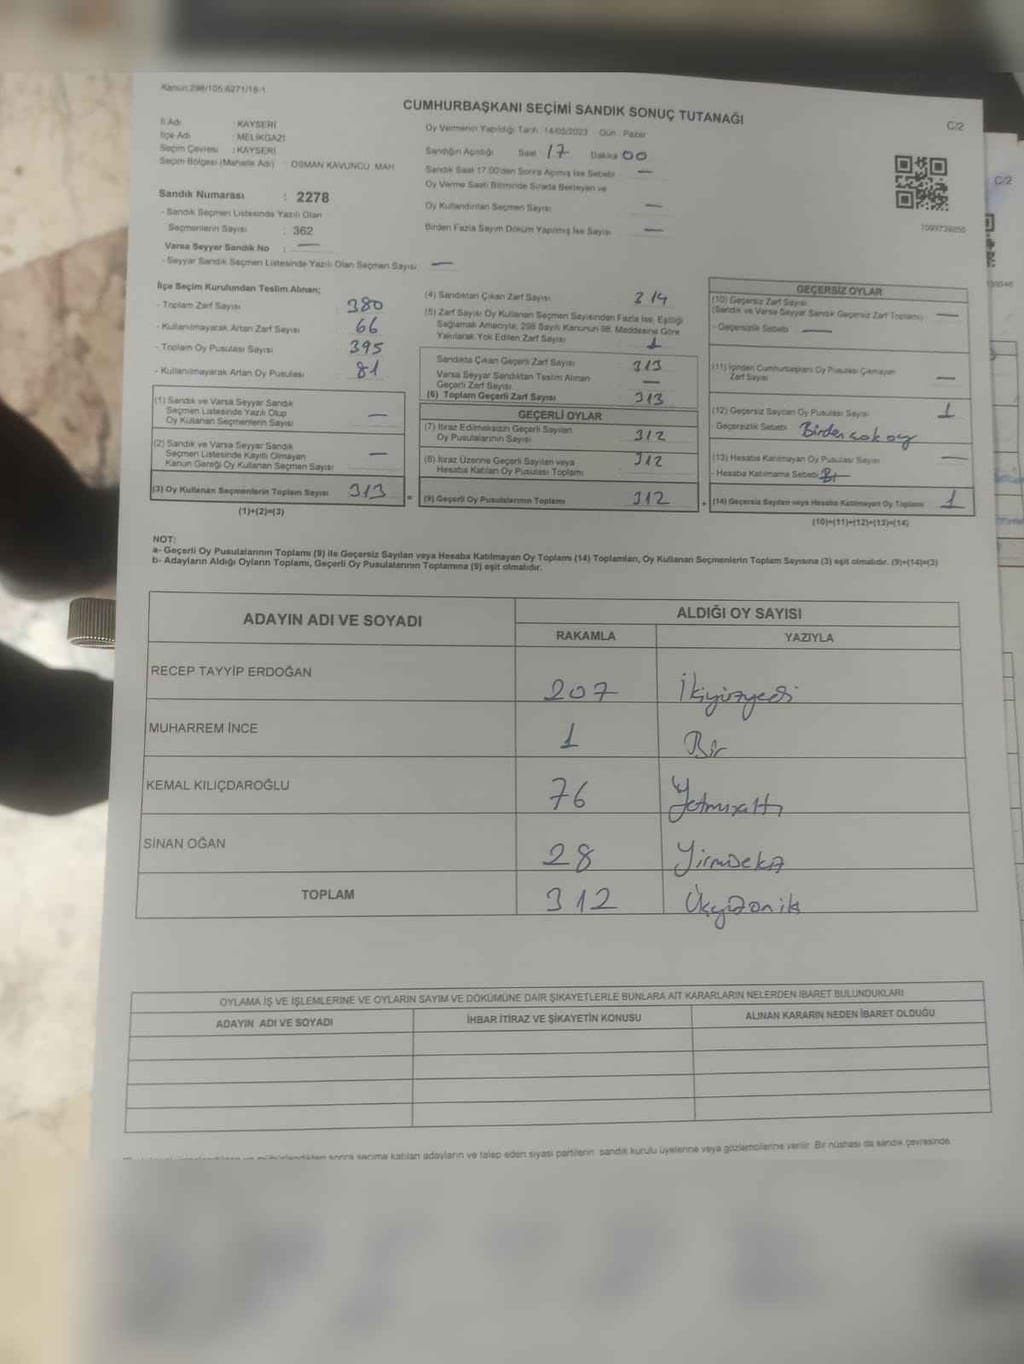 Kanun:298/105,6271/18-1
CUMHURBAŞKANI SEÇİMİ SANDIK SONUÇ TUTANAĞI
C/2
İl Adı : KAYSERİ
İlçe Adı : MELİKGAZİ
Seçim Çevresi : KAYSERİ
Seçim Bölgesi (Mahalle Adı) : OSMAN KAVUNCU MAH.
Oy Vermenin Yapıldığı Tarih 14/05/2023 Gün : Pazar
Sandığın Açıldığı Saat 17 Dakika 00
Sandık Saat 17.00'den Sonra Açılmış İse Sebebi —
Oy Verme Saati Bitiminde Sırada Bekleyen ve
Oy Kullandırılan Seçmen Sayısı —
Birden Fazla Sayım Döküm Yapılmış İse Sayısı —
Sandık Numarası : 2278
- Sandık Seçmen Listesinde Yazılı Olan
Seçmenlerin Sayısı : 362
Varsa Seyyar Sandık No : —
- Seyyar Sandık Seçmen Listesinde Yazılı Olan Seçmen Sayısı —
İlçe Seçim Kurulundan Teslim Alınan;
- Toplam Zarf Sayısı 380
- Kullanılmayarak Artan Zarf Sayısı 66
- Toplam Oy Pusulası Sayısı 395
- Kullanılmayarak Artan Oy Pusulası 81
(1) Sandık ve Varsa Seyyar Sandık
Seçmen Listesinde Yazılı Olup
Oy Kullanan Seçmenlerin Sayısı —
(2) Sandık ve Varsa Seyyar Sandık
Seçmen Listesinde Kayıtlı Olmayan
Kanun Gereği Oy Kullanan Seçmen Sayısı —
(3) Oy Kullanan Seçmenlerin Toplam Sayısı 313
(1)+(2)=(3)
(4) Sandıktan Çıkan Zarf Sayısı 314
(5) Zarf Sayısı Oy Kullanan Seçmen Sayısından Fazla İse, Eşitliği
Sağlamak Amacıyla, 298 Sayılı Kanunun 98. Maddesine Göre
Yakılarak Yok Edilen Zarf Sayısı 1
Sandıkta Çıkan Geçerli Zarf Sayısı 313
Varsa Seyyar Sandıktan Teslim Alınan
Geçerli Zarf Sayısı —
(6) Toplam Geçerli Zarf Sayısı 313
GEÇERLİ OYLAR
(7) İtiraz Edilmeksizin Geçerli Sayılan
Oy Pusulalarının Sayısı 312
(8) İtiraz Üzerine Geçerli Sayılan veya
Hesaba Katılan Oy Pusulası Toplamı 312
(9) Geçerli Oy Pusulalarının Toplamı 312
GEÇERSİZ OYLAR
(10) Geçersiz Zarf Sayısı
(Sandık ve Varsa Seyyar Sandık Geçersiz Zarf Toplamı) —
- Geçersizlik Sebebi —
(11) İçinden Cumhurbaşkanı Oy Pusulası Çıkmayan
Zarf Sayısı —
(12) Geçersiz Sayılan Oy Pusulası Sayısı 1
- Geçersizlik Sebebi Birden çok oy
(13) Hesaba Katılmayan Oy Pusulası Sayısı —
- Hesaba Katılmama Sebebi
(14) Geçersiz Sayılan veya Hesaba Katılmayan Oy Toplamı 1
(10)+(11)+(12)+(13)=(14)
NOT:
a- Geçerli Oy Pusulalarının Toplamı (9) ile Geçersiz Sayılan veya Hesaba Katılmayan Oy Toplamı (14) Toplamları, Oy Kullanan Seçmenlerin Toplam Sayısına (3) eşit olmalıdır. (9)+(14)=(3)
b- Adayların Aldığı Oyların Toplamı, Geçerli Oy Pusulalarının Toplamına (9) eşit olmalıdır.
ADAYIN ADI VE SOYADI
ALDIĞI OY SAYISI
RAKAMLA YAZIYLA
RECEP TAYYİP ERDOĞAN 207 İkiyüzyedi
MUHARREM İNCE 1 Bir
KEMAL KILIÇDAROĞLU 76 Yetmişaltı
SİNAN OĞAN 28 Yirmisekiz
TOPLAM 312 Üçyüzoniki
OYLAMA İŞ VE İŞLEMLERİNE VE OYLARIN SAYIM VE DÖKÜMÜNE DAİR ŞİKAYETLERLE BUNLARA AİT KARARLARIN NELERDEN İBARET BULUNDUKLARI
ADAYIN ADI VE SOYADI İHBAR İTİRAZ VE ŞİKAYETİN KONUSU ALINAN KARARIN NEDEN İBARET OLDUĞU
sonra seçime katılan adayların ve talep eden siyasi partilerin sandık kurulu üyelerine veya gözlemcilerine verilir. Bir nüshası da sandık çevresinde
C/2